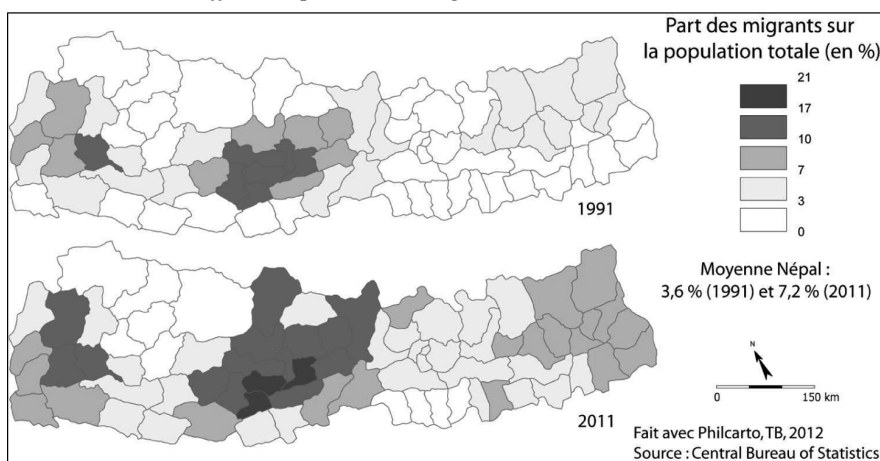 Part des migrants sur
la population totale (en %)
21
17
10
7
3
0
1991
Moyenne Népal :
3,6 % (1991) et 7,2 % (2011)
N
0 150 km
2011
Fait avec Philcarto, TB, 2012
Source : Central Bureau of Statistics